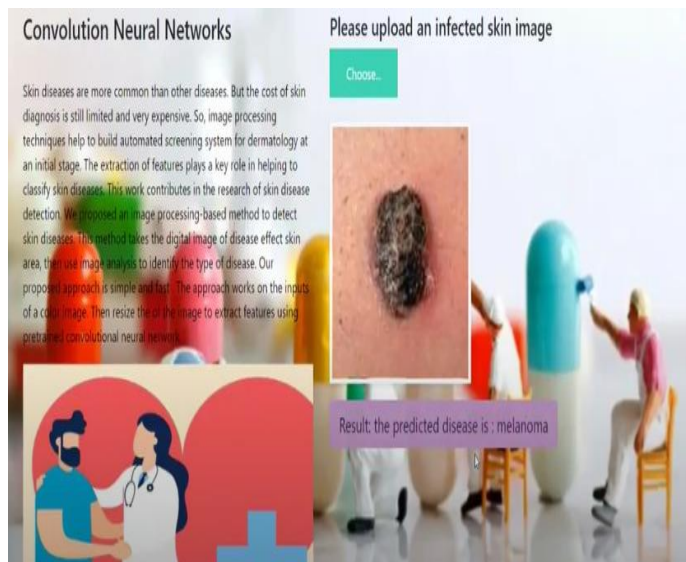 Convolution Neural Networks
Skin diseases are more common than other diseases. But the cost of skin
diagnosis is still limited and very expensive. So, image processing
techniques help to build automated screening system for dermatology at
an initial stage. The extraction of features plays a key role in helping to
classify skin diseases. This work contributes in the research of skin disease
detection. We proposed an image processing-based method to detect
skin diseases. This method takes the digital image of disease effect skin
area, then use image analysis to identify the type of disease. Our
proposed approach is simple and fast . The approach works on the inputs
of a color image. Then resize the of the image to extract features using
pretrained convolutional neural network.
Please upload an infected skin image
Choose..
Result: the predicted disease is : melanoma